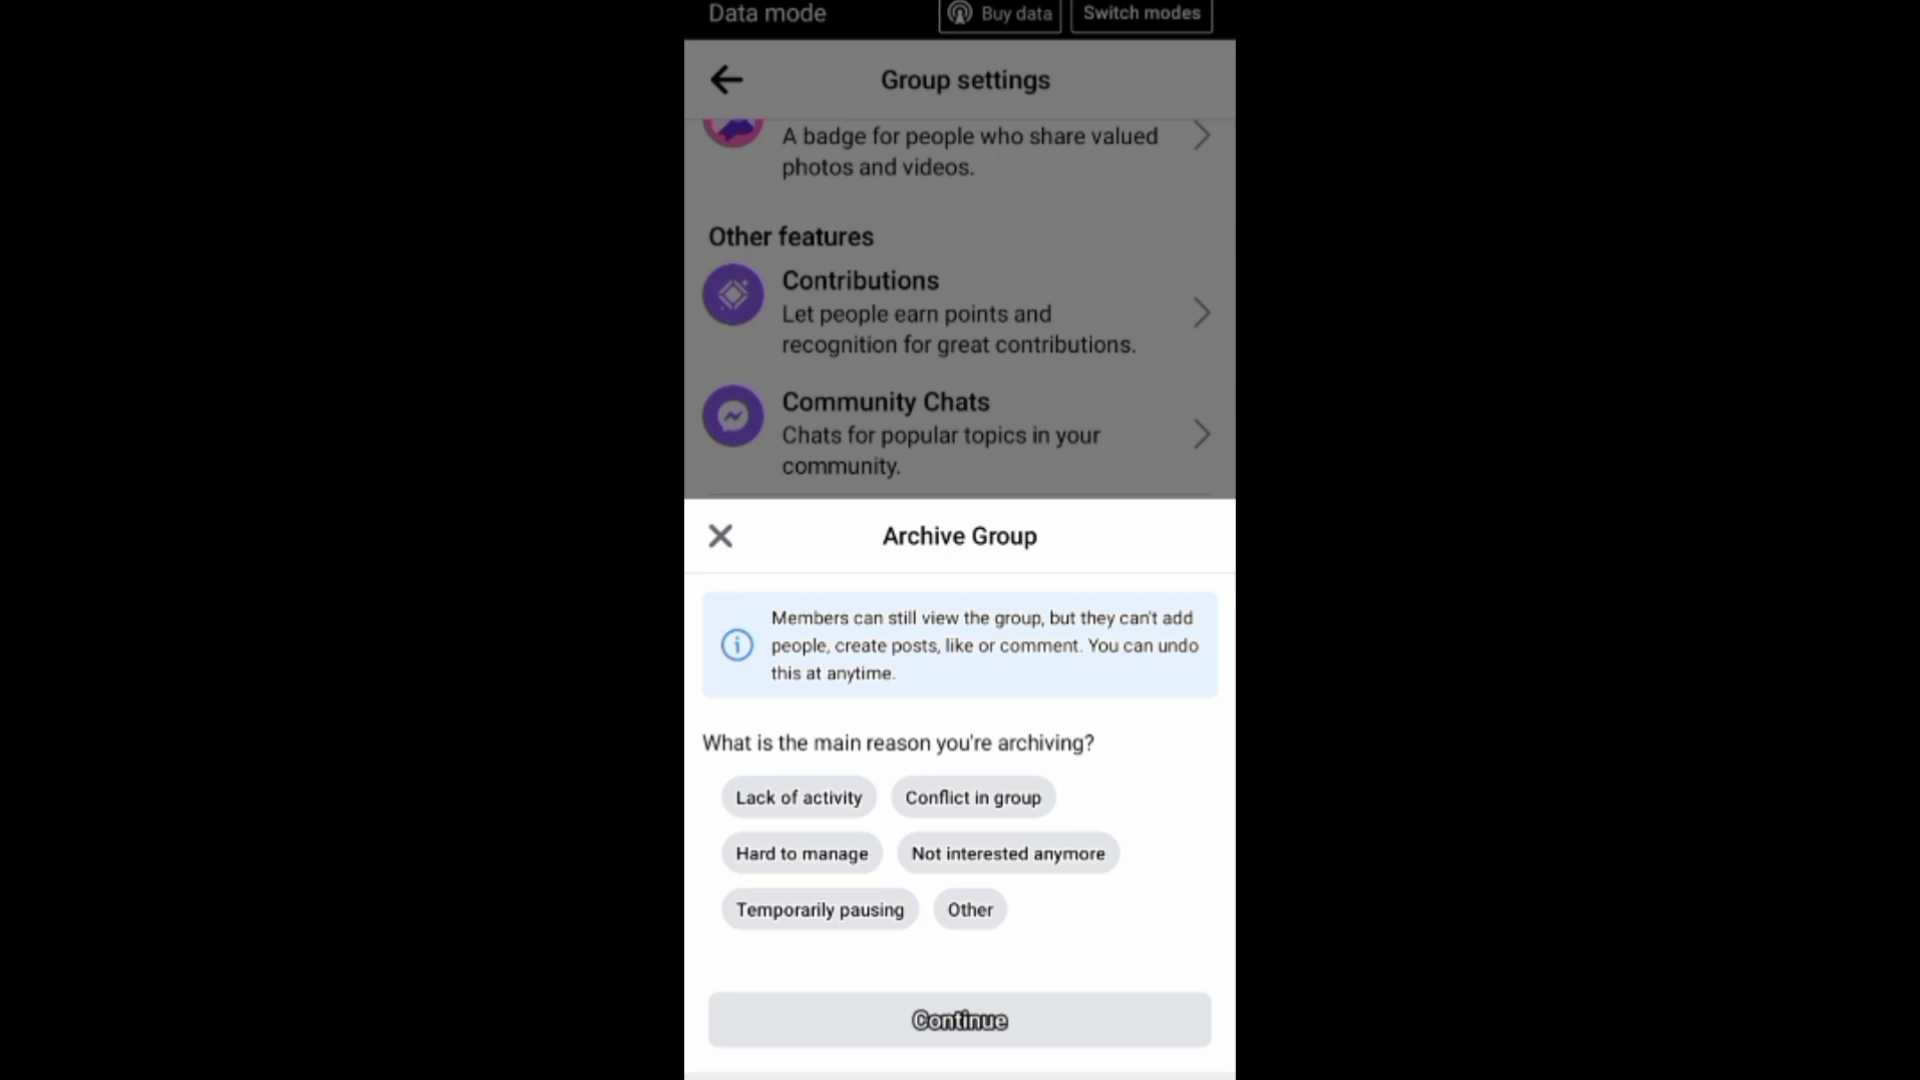 Data mode
Buy data
Switch modes
Group settings
A badge for people who share valued
photos and videos.
Other features
Contributions
Let people earn points and
recognition for great contributions.
Community Chats
Chats for popular topics in your
community.
Archive Group
Members can still view the group, but they can't add
people, create posts, like or comment. You can undo
this at anytime.
What is the main reason you're archiving?
Lack of activity
Conflict in group
Hard to manage
Not interested anymore
Temporarily pausing
Other
Continue